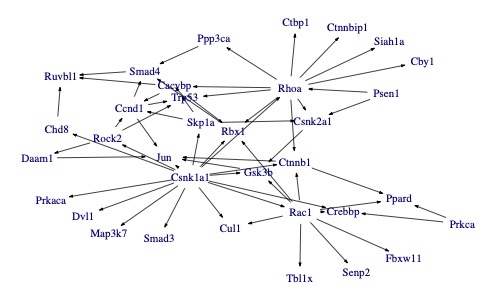 Ctbp1
Ctnnbip1
Ppp3ca
Siah1a
Cby1
Smad4
Ruvbl1
Cacybp
Rhoa
Trp53
Psen1
Ccnd1
Skp1a
Csnk2a1
Chd8
Rbx1
Rock2
Daam1
Jun
Ctnnb1
Gsk3b
Csnk1a1
Prkaca
Ppard
Dvl1
Rac1
Crebbp
Map3k7
Cul1
Prkca
Smad3
Fbxw11
Senp2
Tbl1x